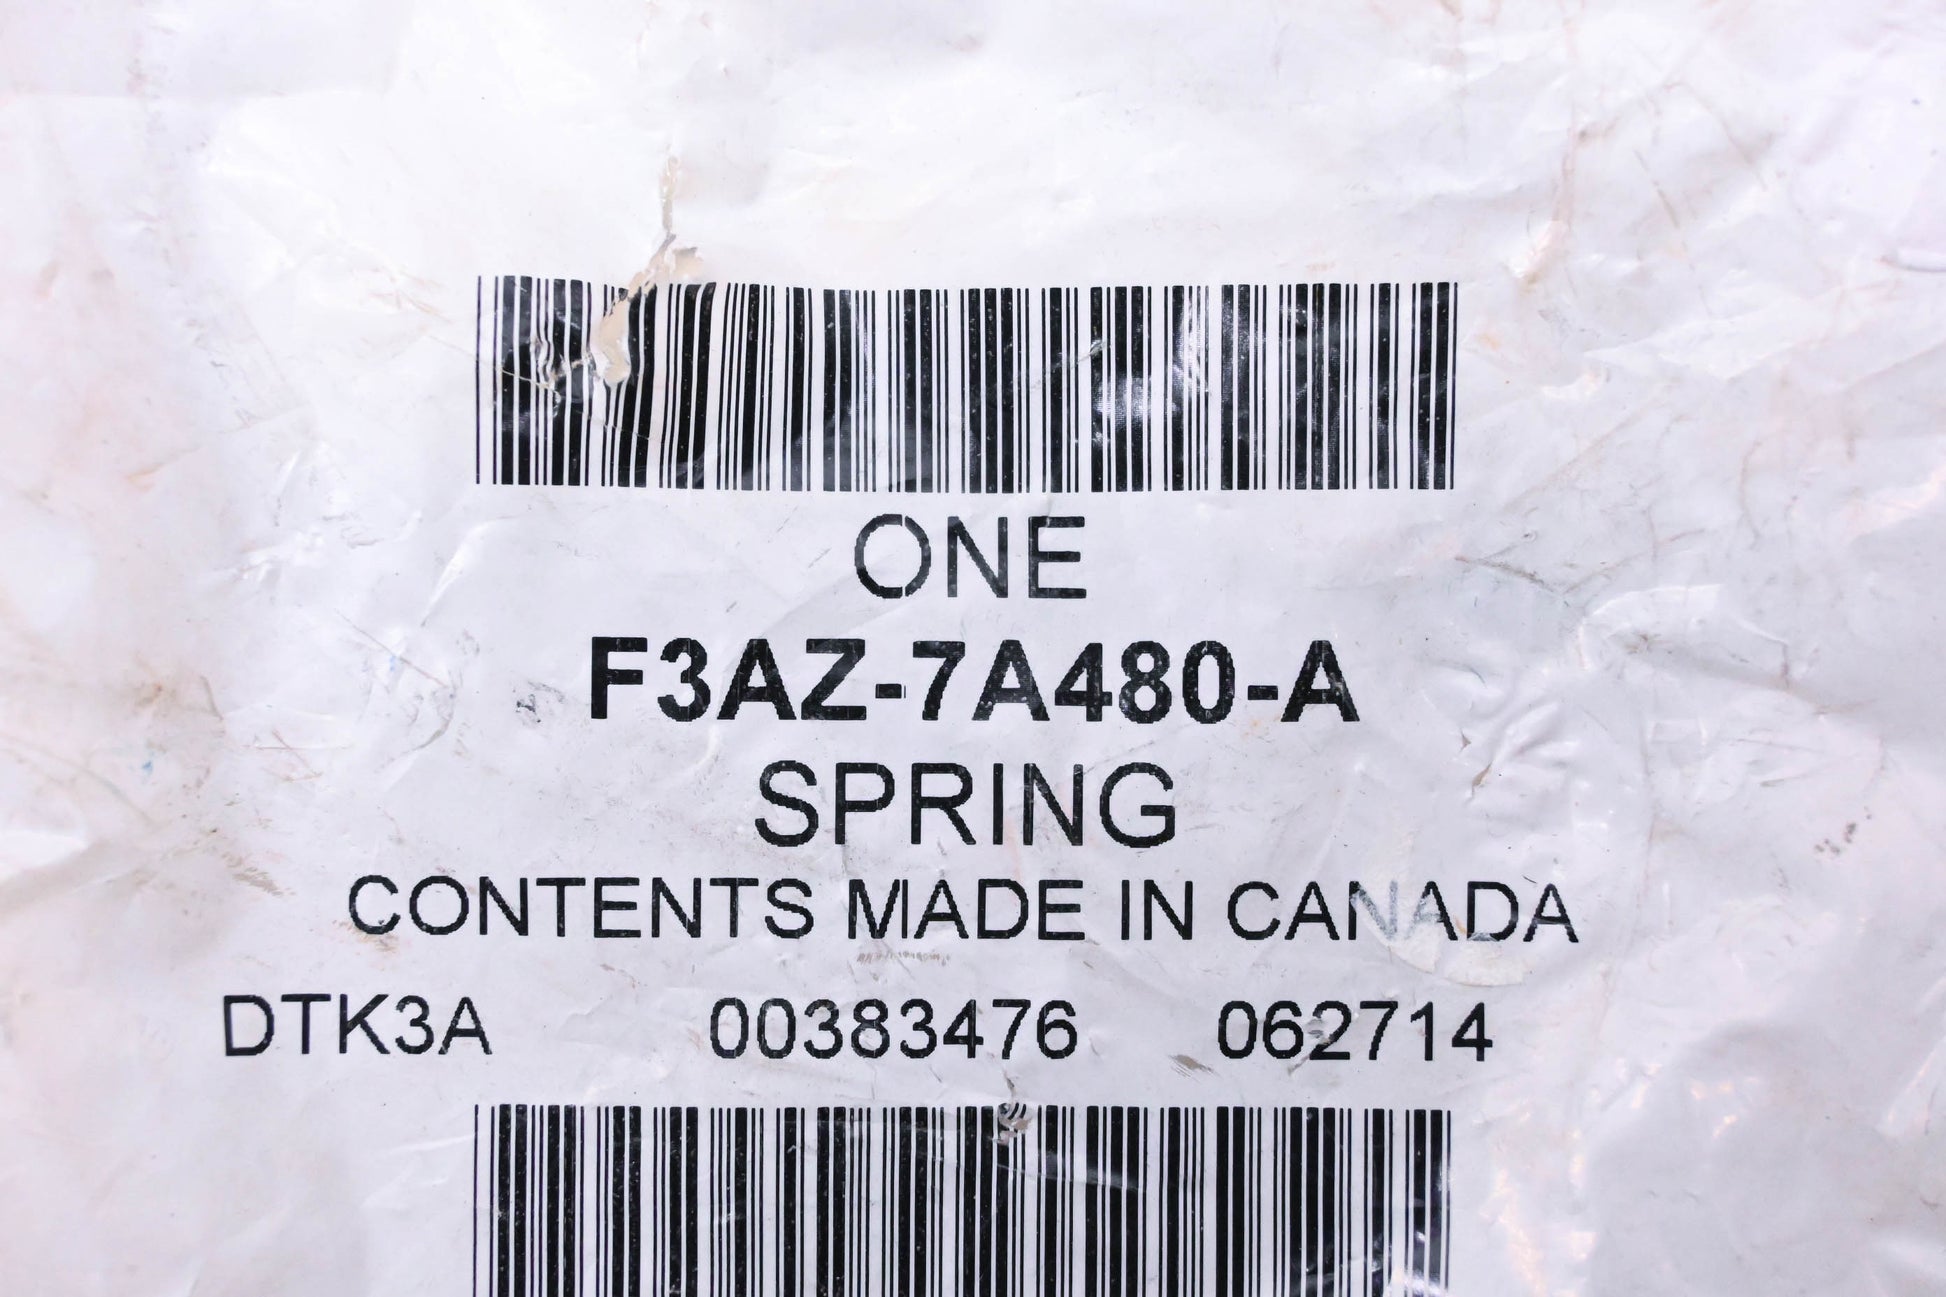 ONE
F3AZ-7A480-A
SPRING
CONTENTS MADE IN CANADA
DTK3A 00383476 062714